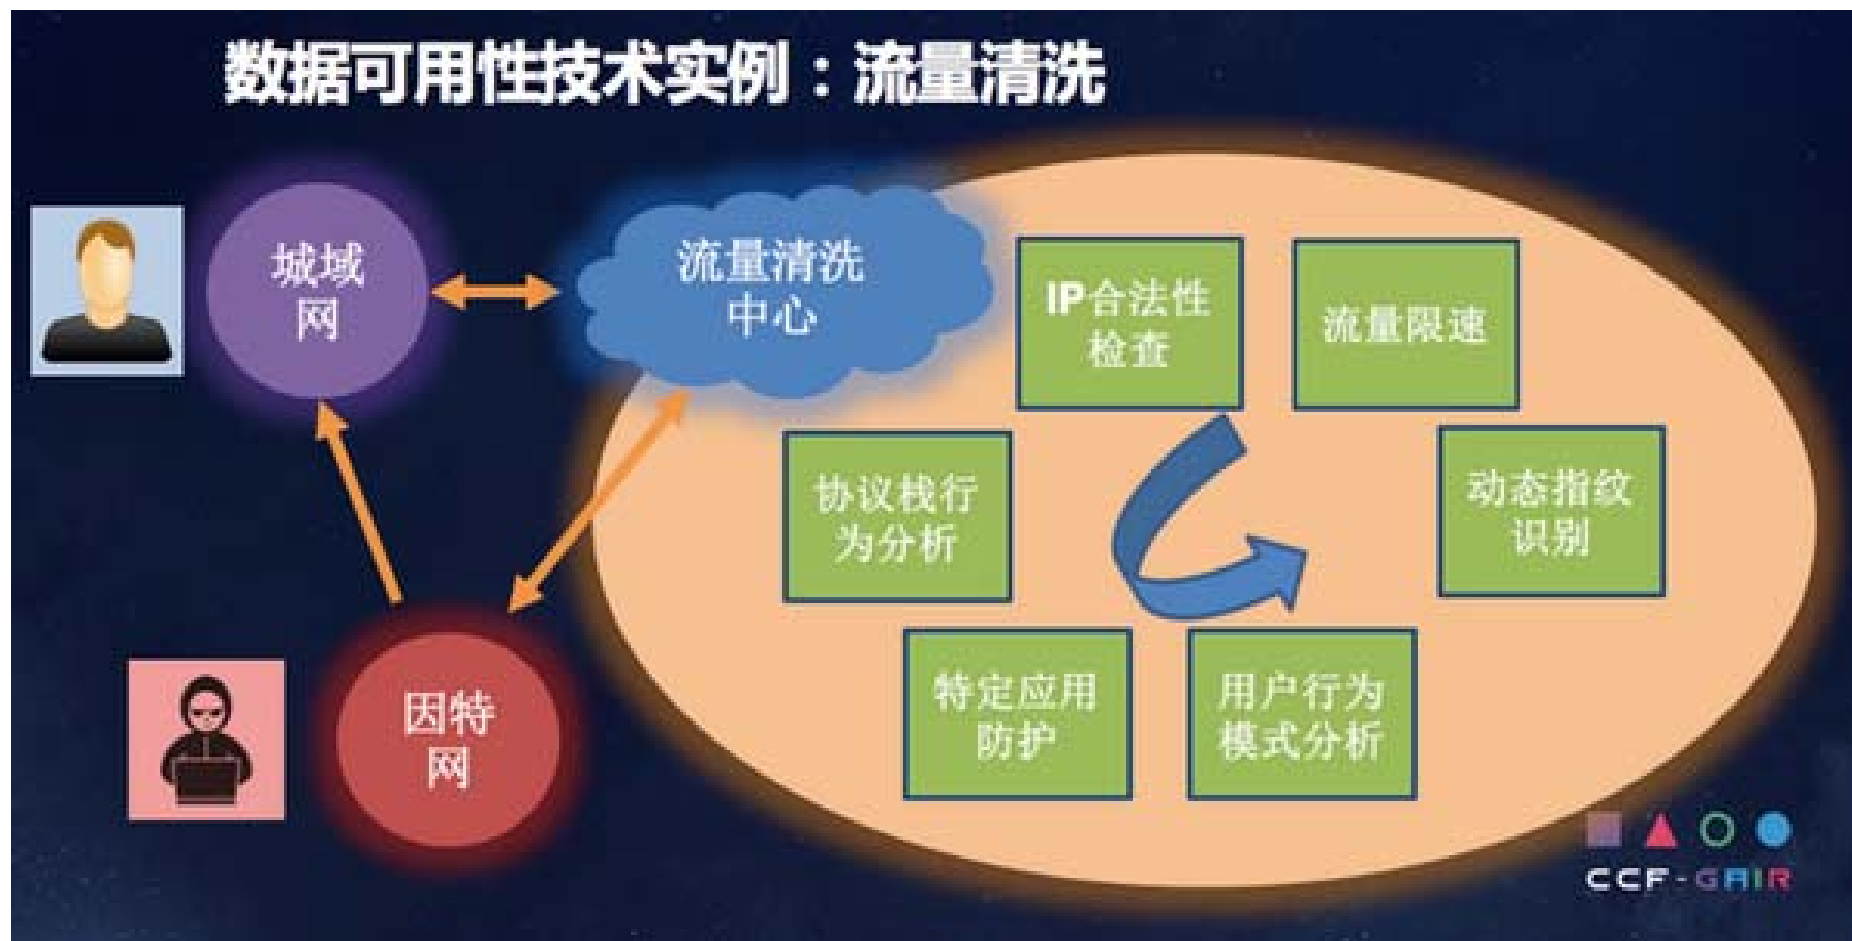 数据可用性技术实例：流量清洗
城域
网
流量清洗
中心
IP合法性
检查
流量限速
协议栈行
为分析
动态指纹
识别
特定应用
防护
用户行为
模式分析
因特
网
CCF-GAIR